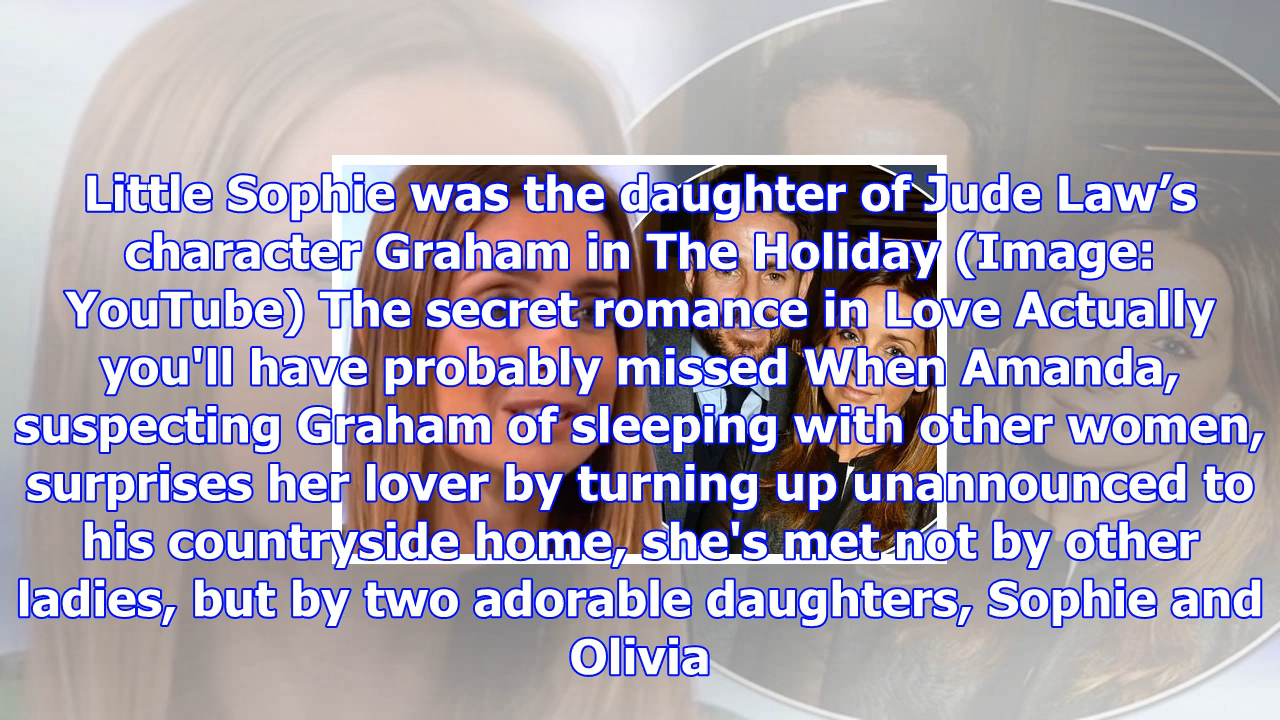 Little Sophie was the daughter of Jude Law’s
character Graham in The Holiday (Image:
YouTube) The secret romance in Love Actually
you'll have probably missed When Amanda,
suspecting Graham of sleeping with other women,
surprises her lover by turning up unannounced to
his countryside home, she's met not by other
ladies, but by two adorable daughters, Sophie and
Olivia